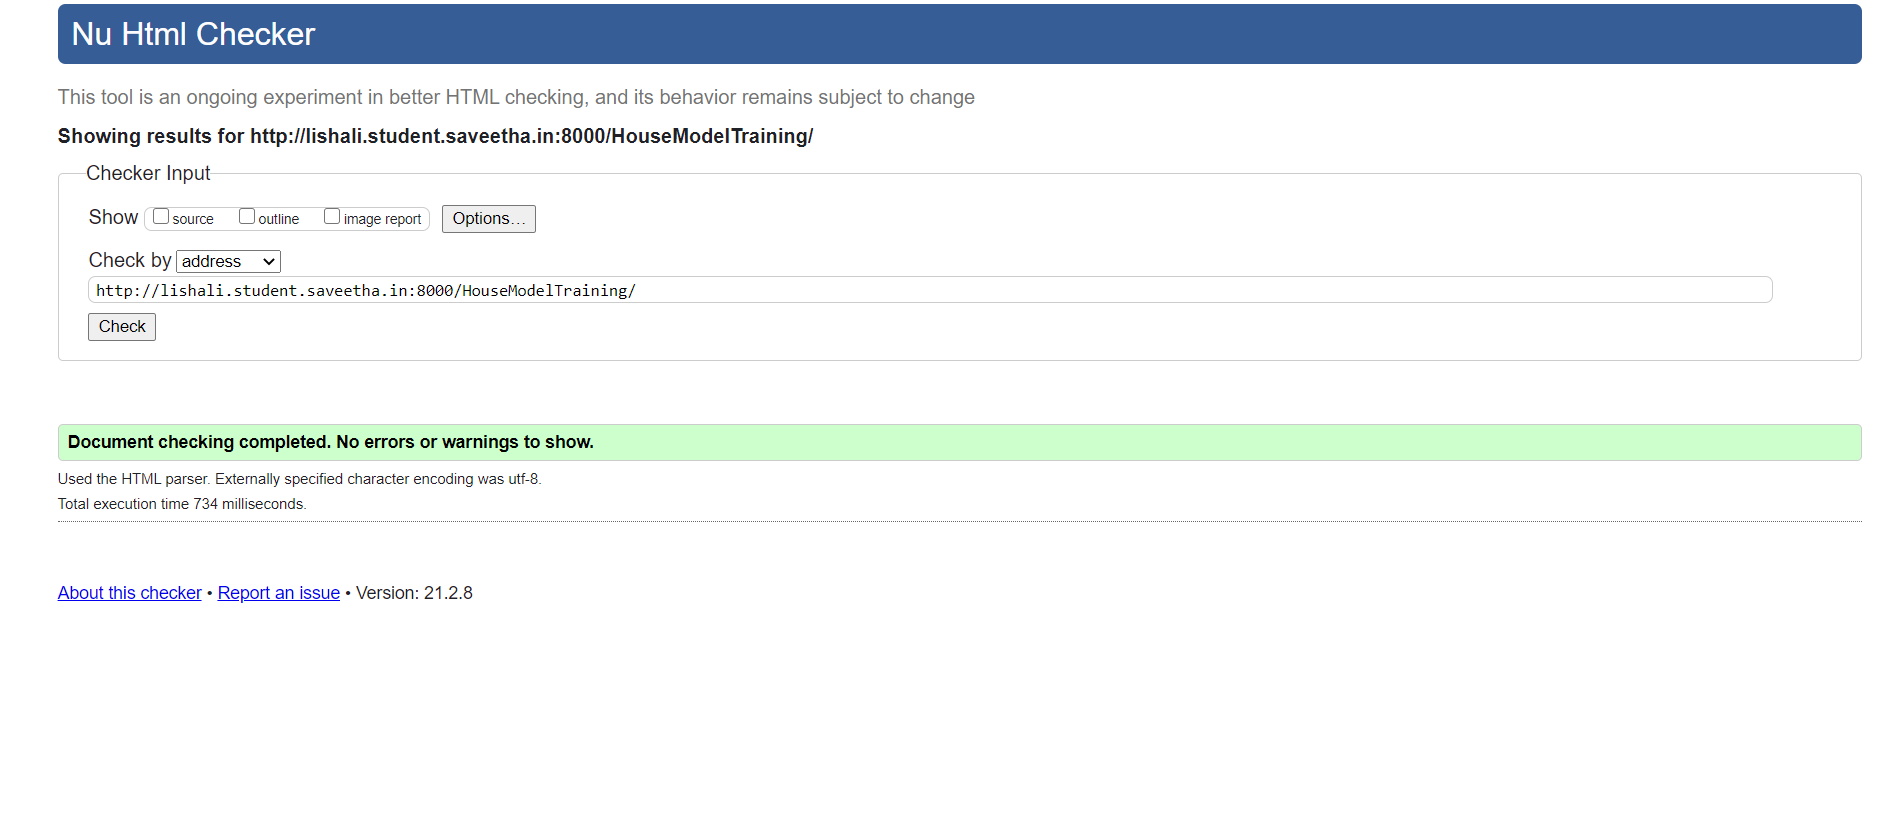 Nu Html Checker
This tool is an ongoing experiment in better HTML checking, and its behavior remains subject to change
Showing results for http://lishali.student.saveetha.in:8000/HouseModelTraining/
Checker Input
Show source outline image report Options...
Check by address
http://lishali.student.saveetha.in:8000/HouseModelTraining/
Check
Document checking completed. No errors or warnings to show.
Used the HTML parser. Externally specified character encoding was utf-8.
Total execution time 734 milliseconds.
About this checker • Report an issue • Version: 21.2.8